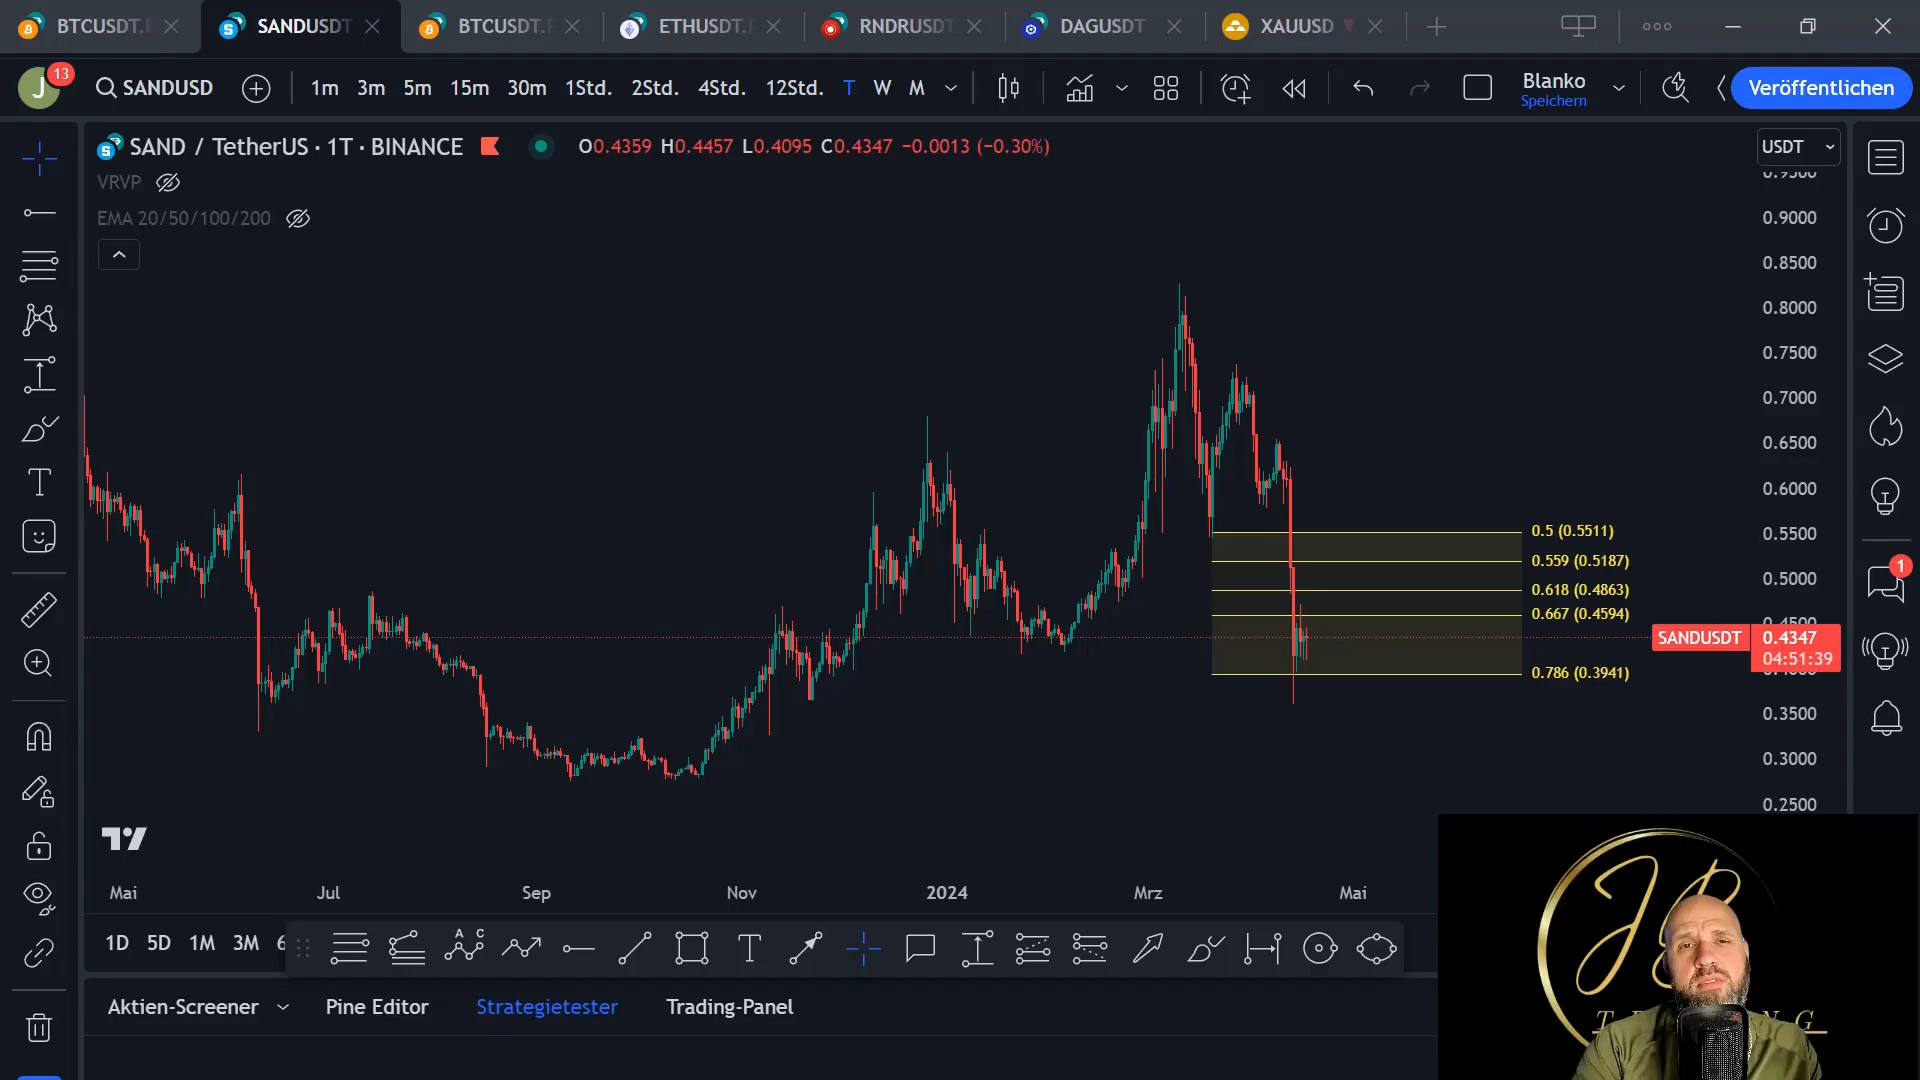 BTCUSDT.
SANDUSDT
BTCUSDT.
ETHUSDT.
RNDRUSDT
DAGUSDT
XAUUSD
J
13
SANDUSD
1m 3m 5m 15m 30m 1Std. 2Std. 4Std. 12Std. T W M
Blanko
Speichern
Veröffentlichen
SAND / TetherUS · 1T · BINANCE
O0.4359 H0.4457 L0.4095 C0.4347 −0.0013 (−0.30%)
USDT
VRVP
EMA 20/50/100/200
0.9000
0.8500
0.8000
0.7500
0.7000
0.6500
0.6000
0.5500
0.5000
0.3500
0.3000
0.2500
0.5 (0.5511)
0.559 (0.5187)
0.618 (0.4863)
0.667 (0.4594)
0.786 (0.3941)
SANDUSDT
0.4347
04:51:39
1
Mai Jul Sep Nov 2024 Mrz Mai
1D 5D 1M 3M
T
A C
T
Aktien-Screener Pine Editor Strategietester Trading-Panel
JB